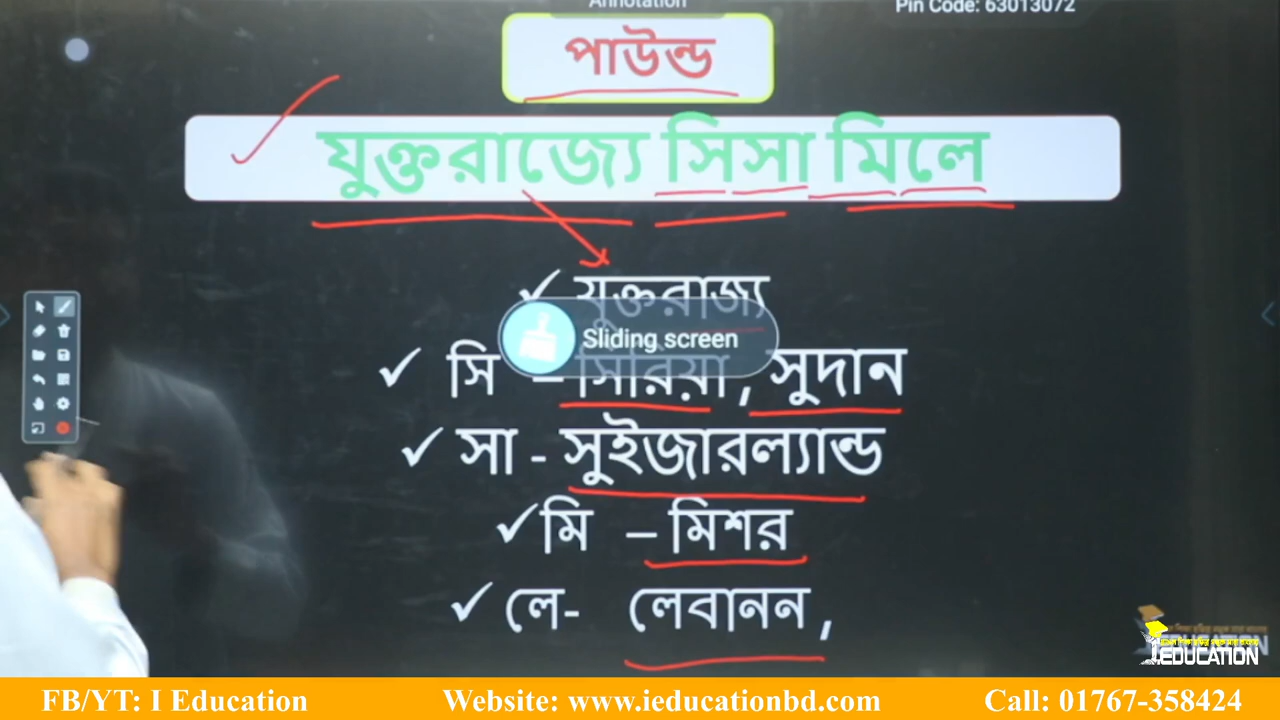 Annotation
Pin Code: 63013072
পাউন্ড
যুক্তরাজ্যে সিসা মিলে
✓ যুক্তরাজ্য
Sliding screen
✓ সি – সিরিয়া, সুদান
✓ সা - সুইজারল্যান্ড
✓ মি – মিশর
✓ লে- লেবানন ,
EDUCATION
FB/YT: I Education Website: www.ieducationbd.com Call: 01767-358424